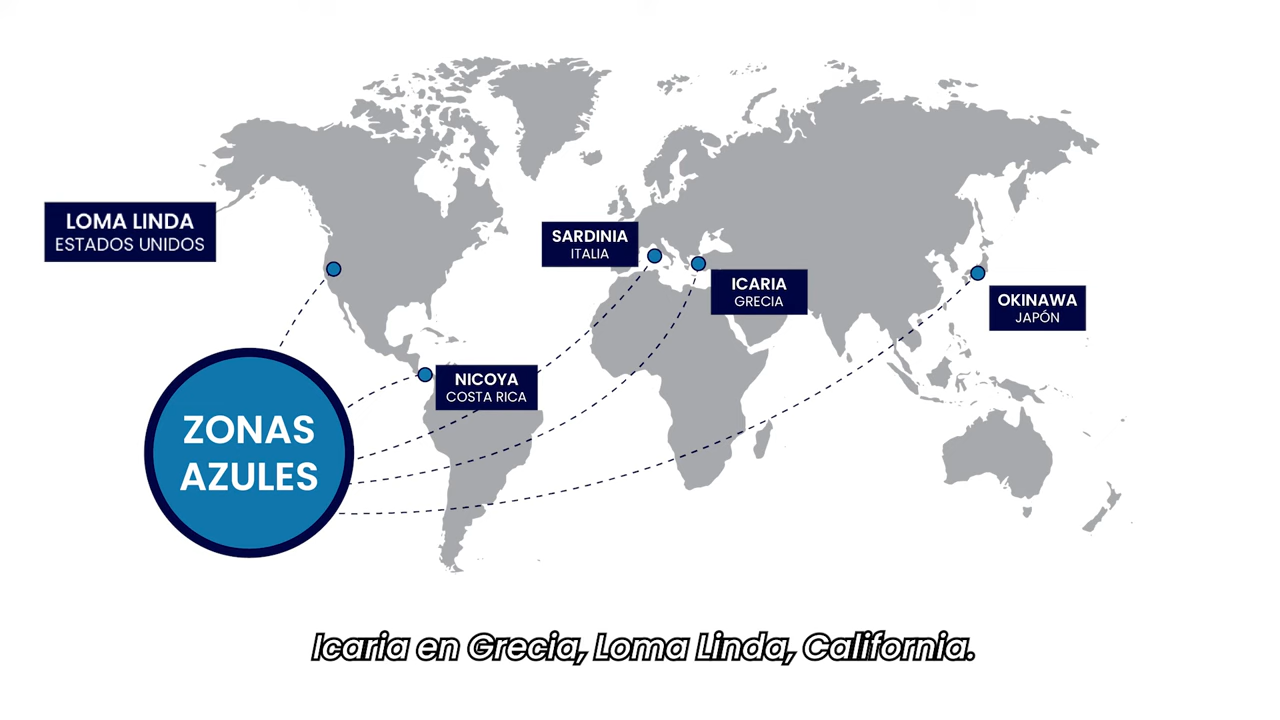 LOMA LINDA
ESTADOS UNIDOS
SARDINIA
ITALIA
ICARIA
GRECIA
OKINAWA
JAPÓN
NICOYA
COSTA RICA
ZONAS
AZULES
Icaria en Grecia, Loma Linda, California.